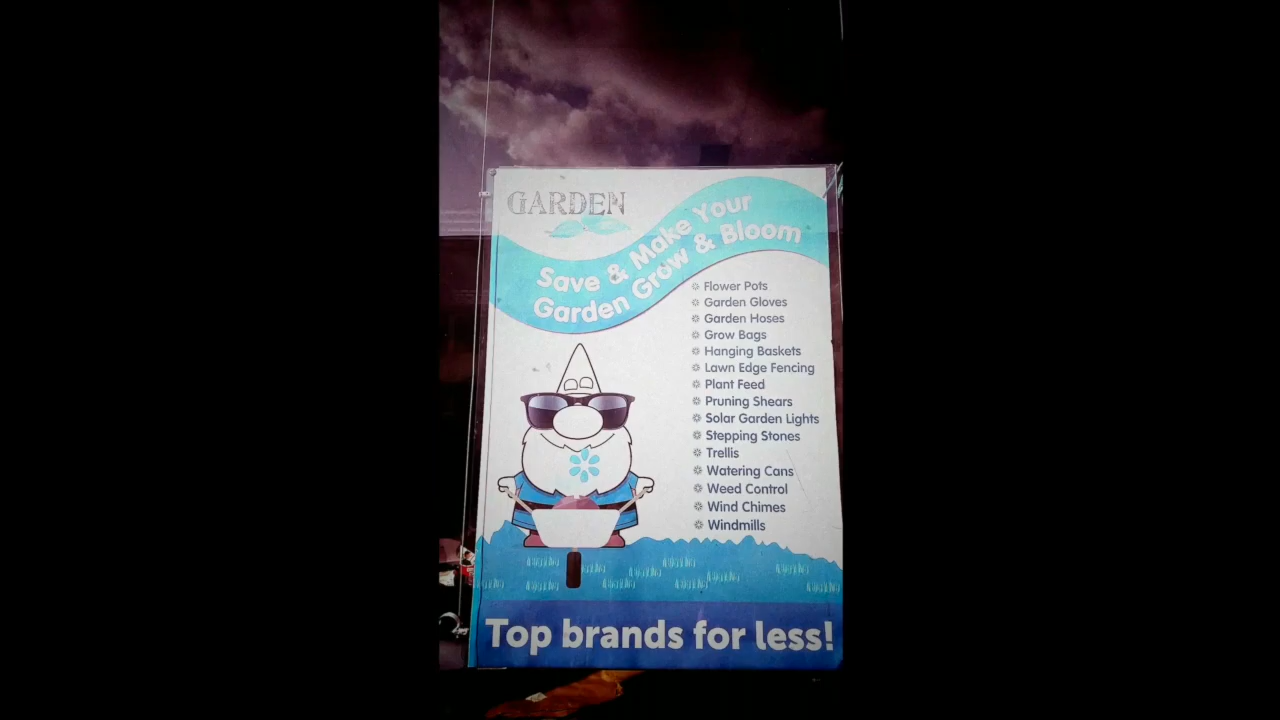 GARDEN
Save & Make Your
Garden Grow & Bloom
Flower Pots
Garden Gloves
Garden Hoses
Grow Bags
Hanging Baskets
Lawn Edge Fencing
Plant Feed
Pruning Shears
Solar Garden Lights
Stepping Stones
Trellis
Watering Cans
Weed Control
Wind Chimes
Windmills
Top brands for less!